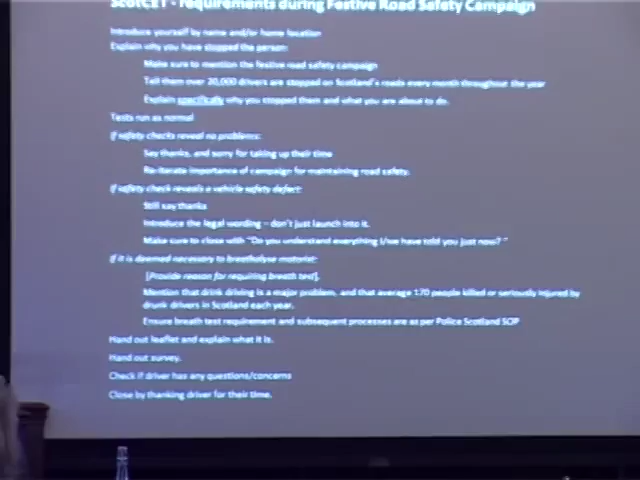 ScotCET - requirements during Festive Road Safety Campaign
Introduce yourself by name and/or home location
Explain why you have stopped the person:
Make sure to mention the festive road safety campaign
Tell them over 20,000 drivers are stopped on Scotland's roads every month throughout the year
Explain specifically why you stopped them and what you are about to do.
Tests run as normal
If safety checks reveal no problems:
Say thanks, and sorry for taking up their time
Re-iterate importance of campaign for maintaining road safety.
If safety check reveals a vehicle safety defect:
Still say thanks
Introduce the legal wording – don't just launch into it.
Make sure to close with "Do you understand everything I/we have told you just now? "
If it is deemed necessary to breathalyse motorist:
[Provide reason for requiring breath test].
Mention that drink driving is a major problem, and that average 170 people killed or seriously injured by
drunk drivers in Scotland each year.
Ensure breath test requirement and subsequent processes are as per Police Scotland SOP
Hand out leaflet and explain what it is.
Hand out survey.
Check if driver has any questions/concerns
Close by thanking driver for their time.